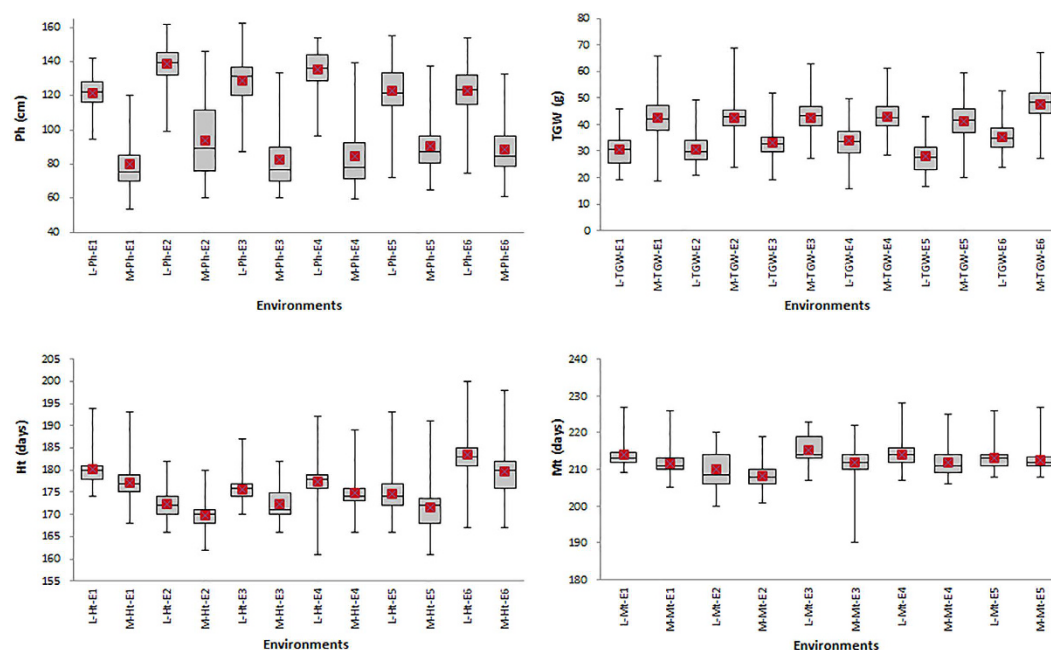 Ph (cm)
160
140
120
100
80
60
40
L-Ph-E1
M-Ph-E1
L-Ph-E2
M-Ph-E2
L-Ph-E3
M-Ph-E3
L-Ph-E4
M-Ph-E4
L-Ph-E5
M-Ph-E5
L-Ph-E6
M-Ph-E6
Environments
TGW (g)
80
70
60
50
40
30
20
10
0
L-TGW-E1
M-TGW-E1
L-TGW-E2
M-TGW-E2
L-TGW-E3
M-TGW-E3
L-TGW-E4
M-TGW-E4
L-TGW-E5
M-TGW-E5
L-TGW-E6
M-TGW-E6
Environments
Ht (days)
205
200
195
190
185
180
175
170
165
160
155
L-Ht-E1
M-Ht-E1
L-Ht-E2
M-Ht-E2
L-Ht-E3
M-Ht-E3
L-Ht-E4
M-Ht-E4
L-Ht-E5
M-Ht-E5
L-Ht-E6
M-Ht-E6
Environments
Mt (days)
240
230
220
210
200
190
180
L-Mt-E1
M-Mt-E1
L-Mt-E2
M-Mt-E2
L-Mt-E3
M-Mt-E3
L-Mt-E4
M-Mt-E4
L-Mt-E5
M-Mt-E5
Environments